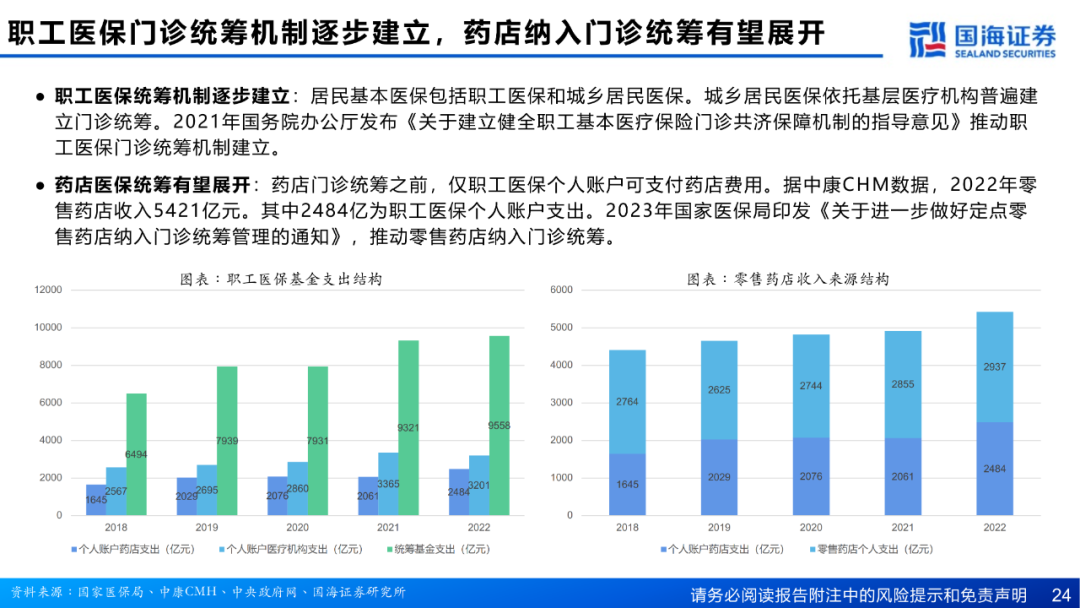 职工医保门诊统筹机制逐步建立，药店纳入门诊统筹有望展开
国海证券
SEALAND SECURITIES
● 职工医保统筹机制逐步建立：居民基本医保包括职工医保和城乡居民医保。城乡居民医保依托基层医疗机构普遍建
立门诊统筹。2021年国务院办公厅发布《关于建立健全职工基本医疗保险门诊共济保障机制的指导意见》推动职
工医保门诊统筹机制建立。
● 药店医保统筹有望展开：药店门诊统筹之前，仅职工医保个人账户可支付药店费用。据中康CHM数据，2022年零
售药店收入5421亿元。其中2484亿为职工医保个人账户支出。2023年国家医保局印发《关于进一步做好定点零
售药店纳入门诊统筹管理的通知》，推动零售药店纳入门诊统筹。
图表：职工医保基金支出结构
12000
10000
8000
6000
4000
2000
0
1645 2567 6494
2029 2695 7939
2076 2860 7931
2061 3365 9321
2484 3201 9558
2018 2019 2020 2021 2022
■个人账户药店支出（亿元） ■个人账户医疗机构支出（亿元） ■统筹基金支出（亿元）
图表：零售药店收入来源结构
6000
5000
4000
3000
2000
1000
0
2764 2625 2744 2855 2937
1645 2029 2076 2061 2484
2018 2019 2020 2021 2022
■个人账户药店支出（亿元） ■零售药店个人支出（亿元）
资料来源：国家医保局、中康CMH、中央政府网、国海证券研究所
请务必阅读报告附注中的风险提示和免责声明 24